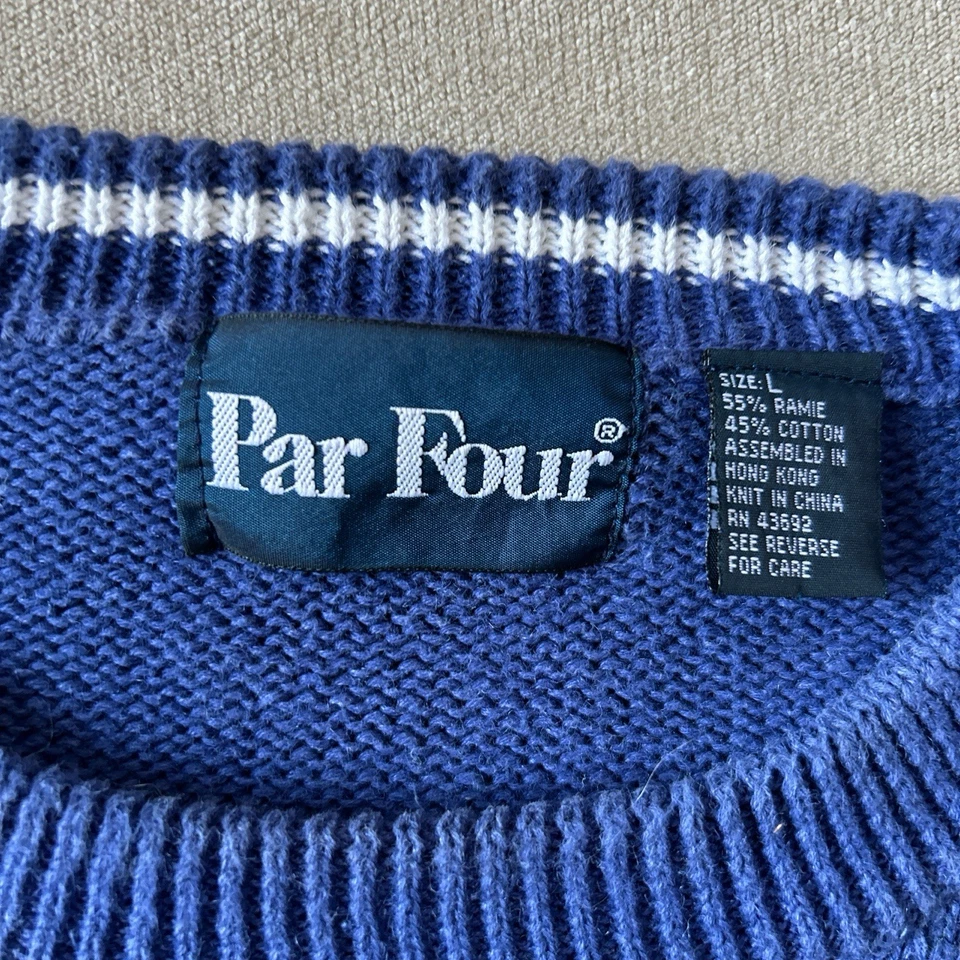 Par Four®
SIZE: L
55% RAMIE
45% COTTON
ASSEMBLED IN
HONG KONG
KNIT IN CHINA
RN 43692
SEE REVERSE
FOR CARE